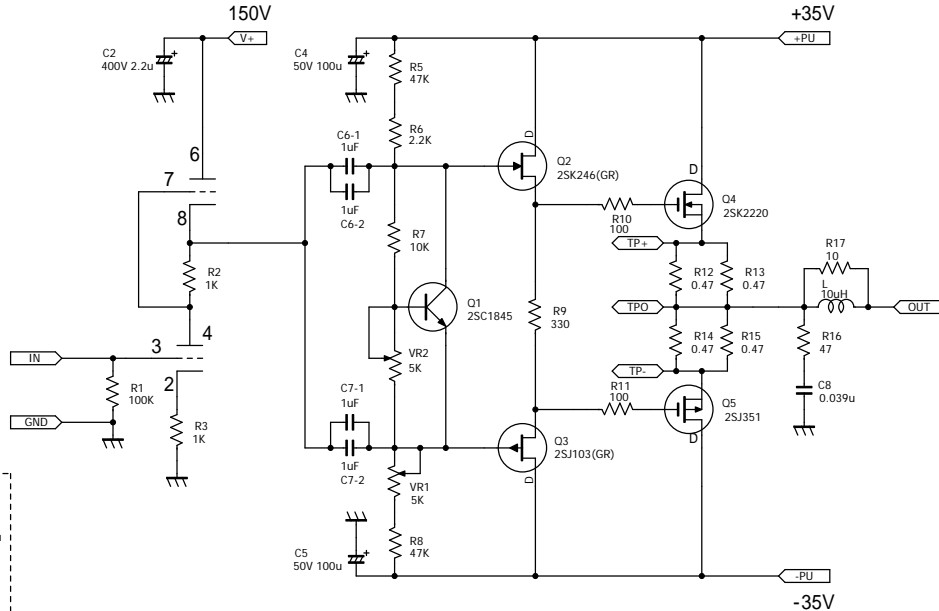 150V
+35V
V+
+PU
C2
400V 2.2u
C4
50V 100u
R5
47K
R6
2.2K
C6-1
1uF
1uF
C6-2
D
Q2
2SK246(GR)
D
Q4
2SK2220
6
7
8
R2
1K
R7
10K
R10
100
TP+
R12
0.47
R13
0.47
R17
10
L
10uH
OUT
TPO
Q1
2SC1845
R9
330
4
3
2
IN
R1
100K
GND
R3
1K
VR2
5K
R14
0.47
R15
0.47
R16
47
TP-
C7-1
1uF
1uF
C7-2
R11
100
Q5
2SJ351
D
C8
0.039u
Q3
2SJ103(GR)
D
VR1
5K
R8
47K
C5
50V 100u
-PU
-35V